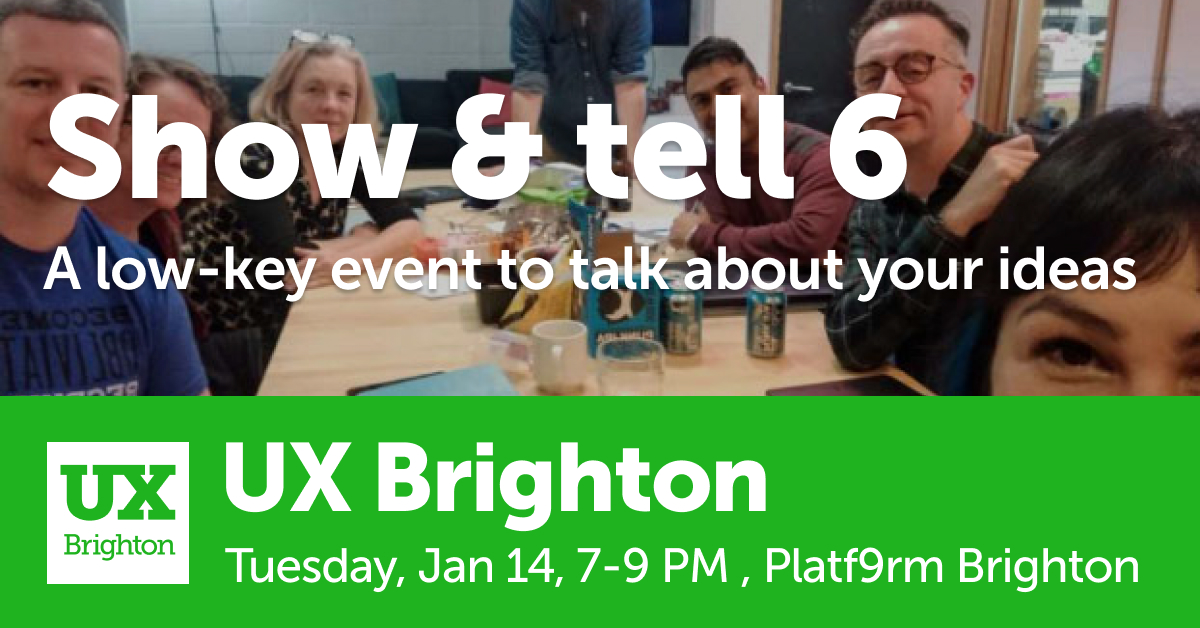 Show & tell 6
A low-key event to talk about your ideas
UX
Brighton
UX Brighton
Tuesday, Jan 14, 7-9 PM , Platf9rm Brighton